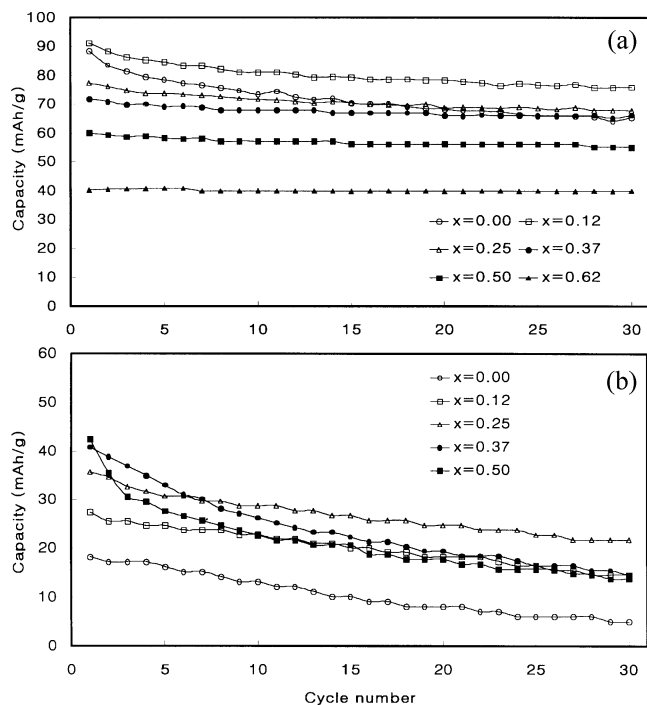 (a)
Capacity (mAh/g)
100
90
80
70
60
50
40
30
20
10
0
x=0.00 x=0.12
x=0.25 x=0.37
x=0.50 x=0.62
0 5 10 15 20 25 30
(b)
Capacity (mAh/g)
60
50
40
30
20
10
0
x=0.00
x=0.12
x=0.25
x=0.37
x=0.50
0 5 10 15 20 25 30
Cycle number